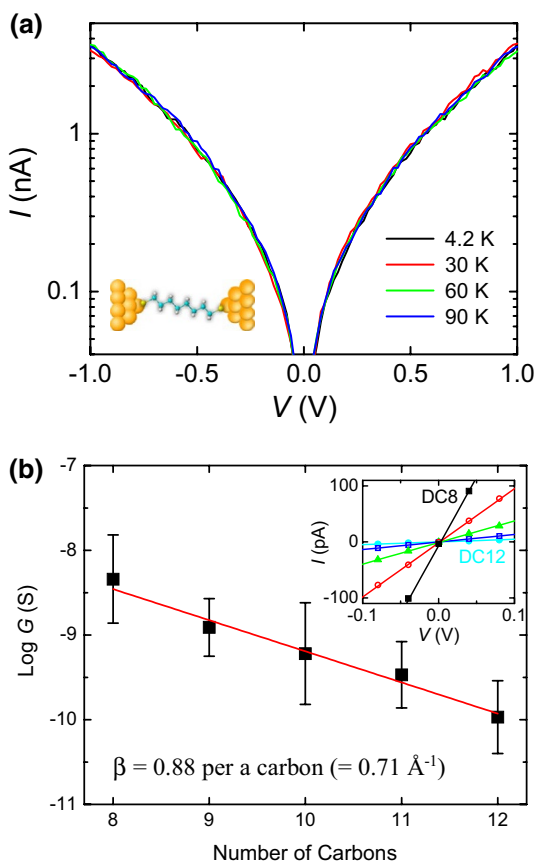 (a)
I (nA)
1
0.1
4.2 K
30 K
60 K
90 K
-1.0 -0.5 0.0 0.5 1.0
V (V)
(b)
Log G (S)
-7
-8
-9
-10
-11
I (pA)
100
0
-100
DC8
DC12
-0.1 0.0 0.1
V (V)
β = 0.88 per a carbon (= 0.71 Å⁻¹)
8 9 10 11 12
Number of Carbons